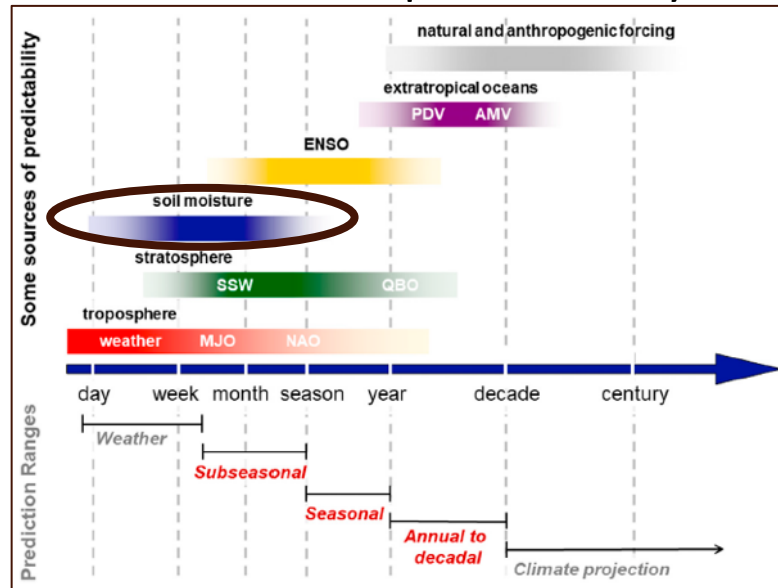 Some sources of predictability
natural and anthropogenic forcing
extratropical oceans
PDV AMV
ENSO
soil moisture
stratosphere
SSW QBO
troposphere
weather MJO NAO
day week month season year decade century
Prediction Ranges
Weather
Subseasonal
Seasonal
Annual to
decadal
Climate projection